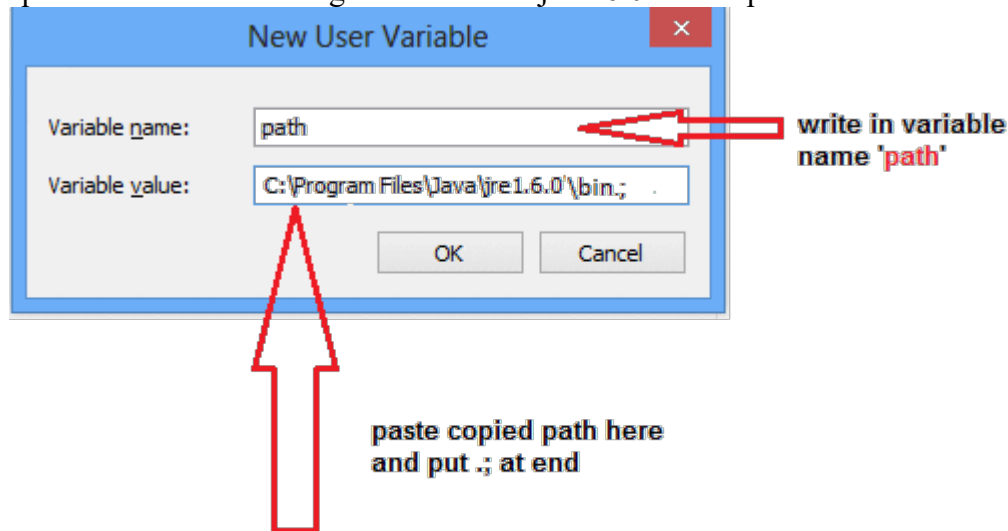 New User Variable
Variable name:
path
write in variable
name 'path'
Variable value:
C:\Program Files\Java\jre1.6.0'\bin.;
OK
Cancel
paste copied path here
and put .; at end